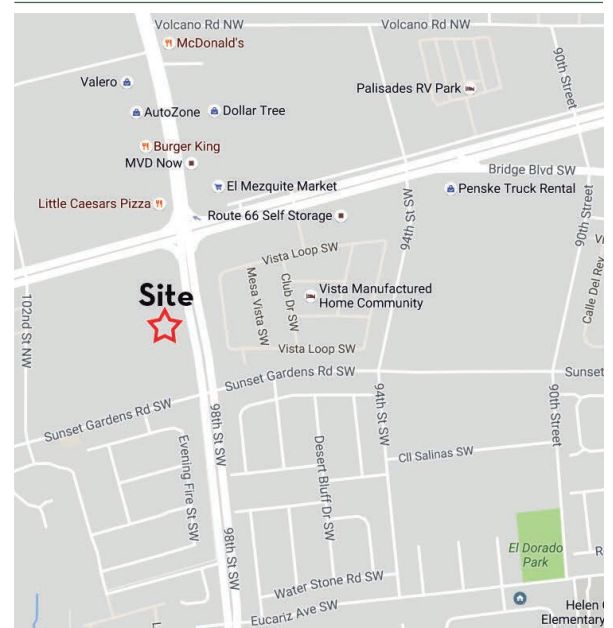 Volcano Rd NW
Volcano Rd NW
McDonald's
90th Street
Valero
Palisades RV Park
AutoZone
Dollar Tree
Burger King
MVD Now
Bridge Blvd SW
El Mezquite Market
Penske Truck Rental
94th St SW
90th Street
Little Caesars Pizza
Route 66 Self Storage
Vista Loop SW
Mesa Vista SW
Club Dr SW
Vista Manufactured
Home Community
Calle Del Rey
102nd St NW
Site
Vista Loop SW
Sunset Gardens Rd SW
Sunset
Sunset Gardens Rd SW
98th St SW
94th St SW
90th Street
Evening Fire St SW
Desert Bluff Dr SW
Cll Salinas SW
98th St SW
El Dorado
Park
Water Stone Rd SW
Eucariz Ave SW
Helen
Elementary